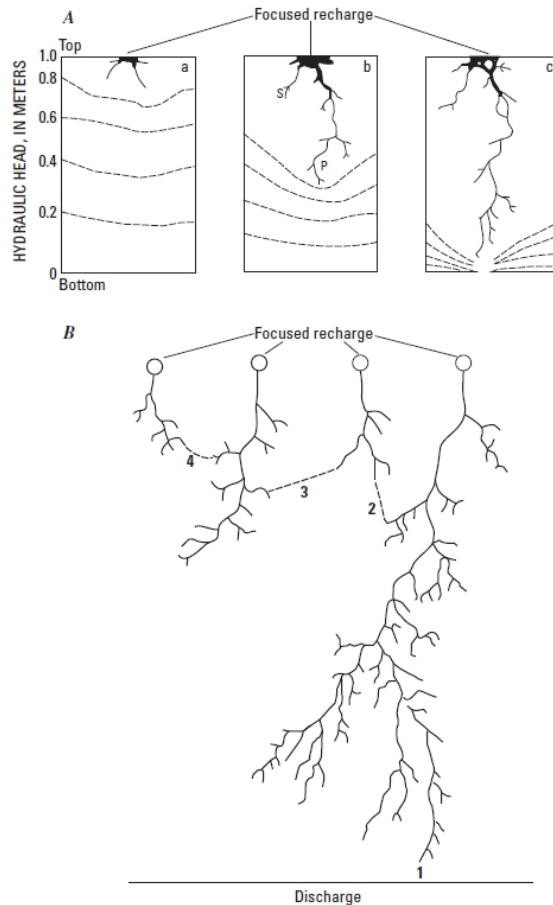 A
Focused recharge
Top
1.0
0.8
0.6
0.4
0.2
0
Bottom
HYDRAULIC HEAD, IN METERS
a
b
c
S
P
B
Focused recharge
4
3
2
1
Discharge